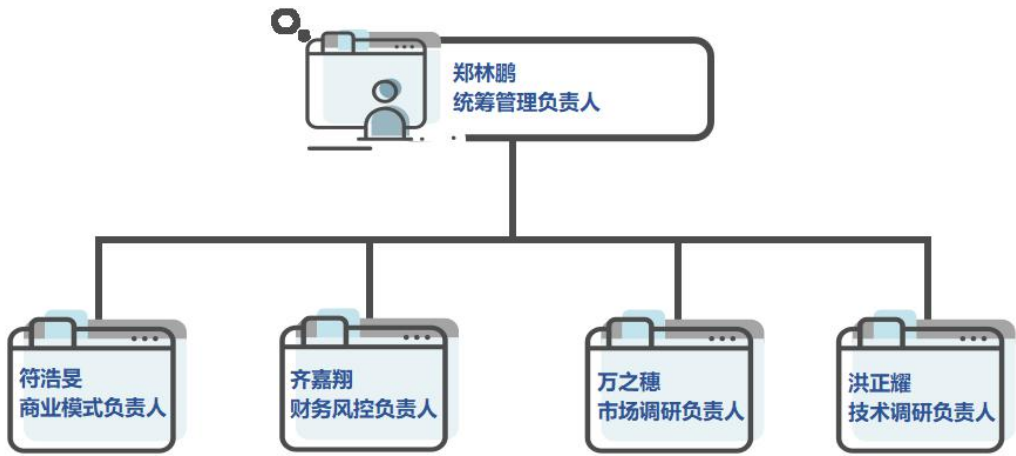 郑林鹏
统筹管理负责人
符浩旻
商业模式负责人
齐嘉翔
财务风控负责人
万之穗
市场调研负责人
洪正耀
技术调研负责人